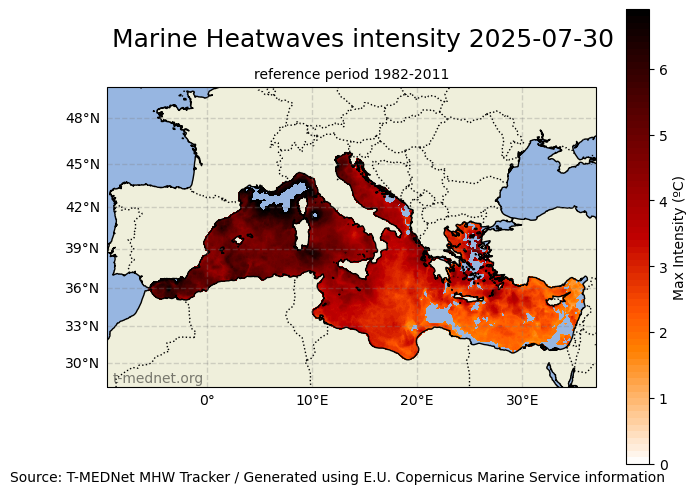 Marine Heatwaves intensity 2025-07-30
reference period 1982-2011
48°N
45°N
42°N
39°N
36°N
33°N
30°N
t-mednet.org
0°
10°E
20°E
30°E
6
5
4
3
2
1
0
Max Intensity (ºC)
Source: T-MEDNet MHW Tracker / Generated using E.U. Copernicus Marine Service information